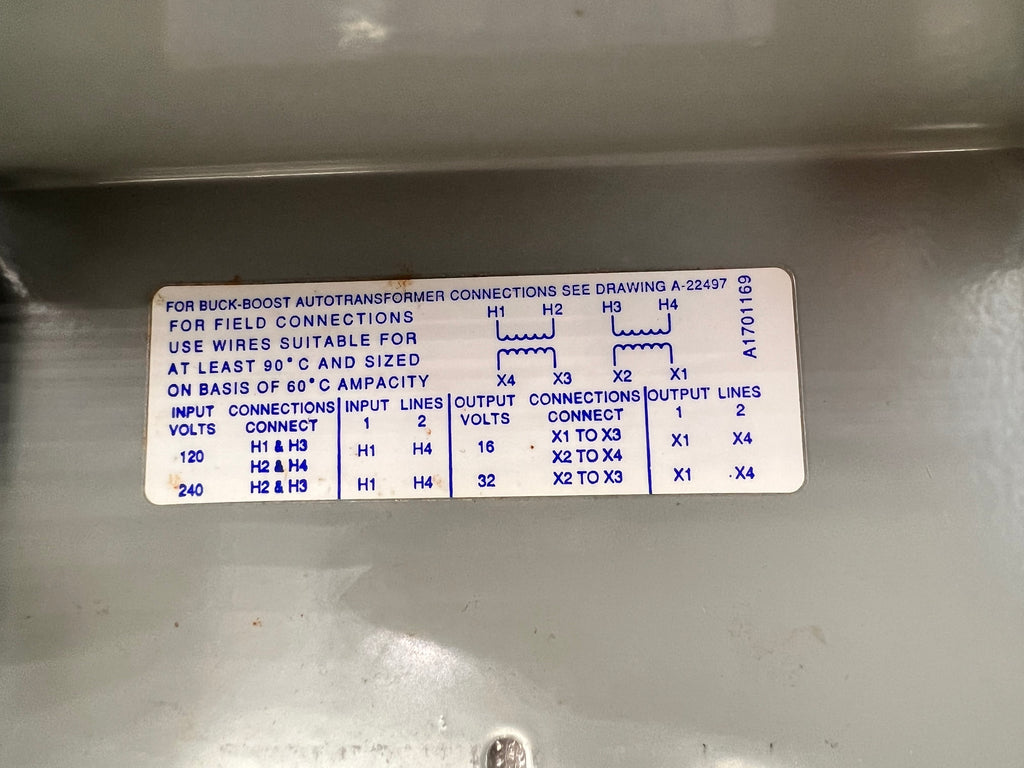 FOR BUCK-BOOST AUTOTRANSFORMER CONNECTIONS SEE DRAWING A-22497
FOR FIELD CONNECTIONS
USE WIRES SUITABLE FOR
AT LEAST 90°C AND SIZED
ON BASIS OF 60°C AMPACITY
H1 H2 H3 H4
X4 X3 X2 X1
A1701169
INPUT CONNECTIONS INPUT LINES OUTPUT CONNECTIONS OUTPUT LINES
VOLTS CONNECT 1 2 VOLTS CONNECT 1 2
120 H1 & H3 H1 H4 16 X1 TO X3 X1 X4
H2 & H4 X2 TO X4
240 H2 & H3 H1 H4 32 X2 TO X3 X1 X4